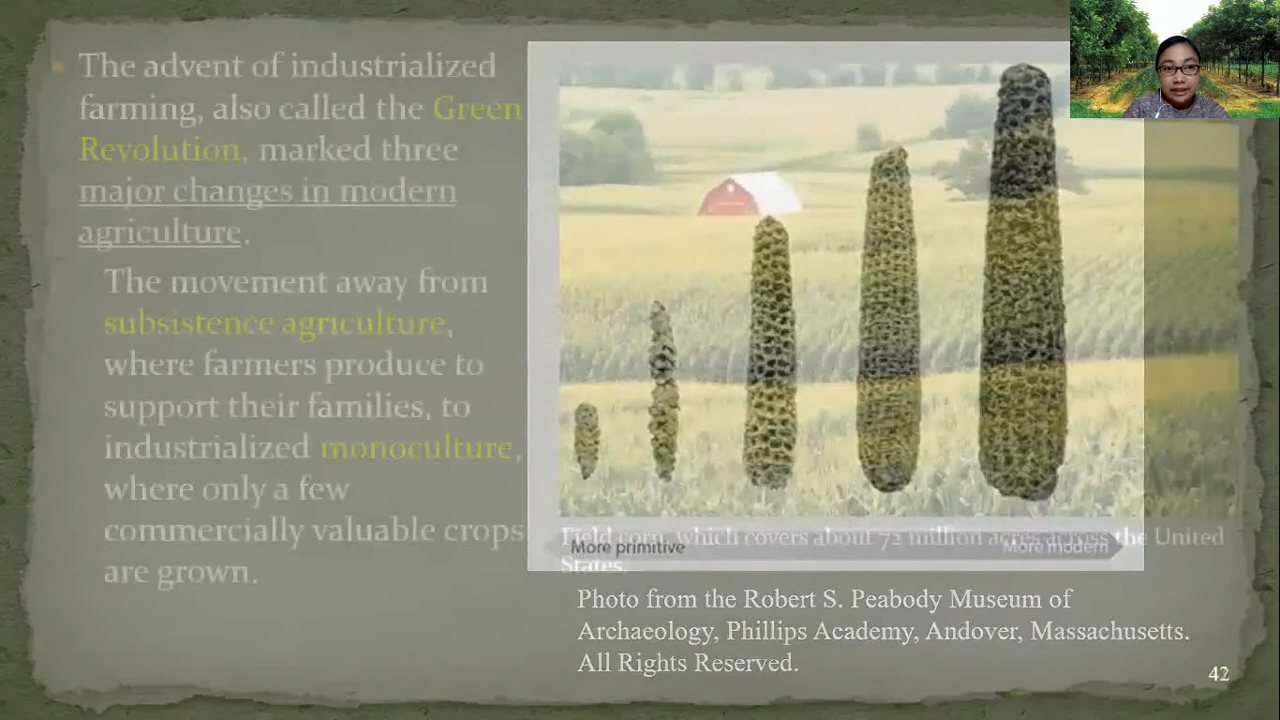 The advent of industrialized
farming, also called the Green
Revolution, marked three
major changes in modern
agriculture.
The movement away from
subsistence agriculture,
where farmers produce to
support their families, to
industrialized monoculture,
where only a few
commercially valuable crops
are grown.
Field corn, which covers about 72 million acres across the United
States.
More primitive
More modern
Photo from the Robert S. Peabody Museum of
Archaeology, Phillips Academy, Andover, Massachusetts.
All Rights Reserved.
42